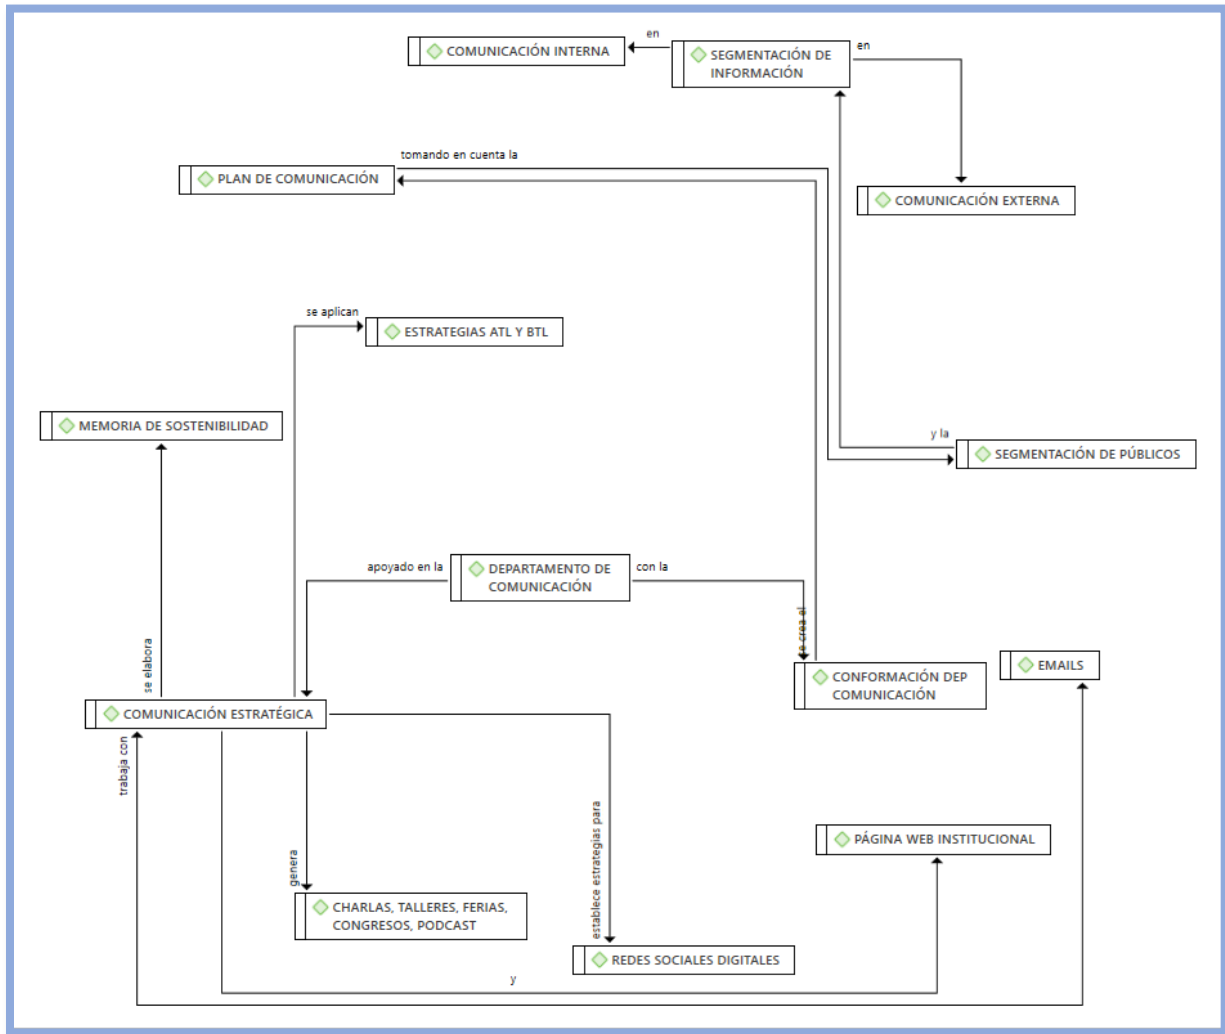 COMUNICACIÓN INTERNA
en
SEGMENTACIÓN DE
INFORMACIÓN
en
tomando en cuenta la
PLAN DE COMUNICACIÓN
COMUNICACIÓN EXTERNA
se aplican
ESTRATEGIAS ATL Y BTL
MEMORIA DE SOSTENIBILIDAD
y la
SEGMENTACIÓN DE PÚBLICOS
apoyado en la
DEPARTAMENTO DE
COMUNICACIÓN
con la
se crea el
se elabora
CONFORMACIÓN DEP
COMUNICACIÓN
EMAILS
COMUNICACIÓN ESTRATÉGICA
trabaja con
establece estrategias para
PÁGINA WEB INSTITUCIONAL
genera
CHARLAS, TALLERES, FERIAS,
CONGRESOS, PODCAST
REDES SOCIALES DIGITALES
y